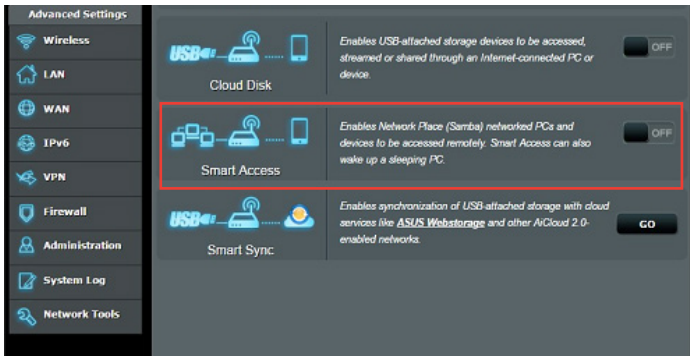 Advanced Settings
Wireless
LAN
WAN
IPv6
VPN
Firewall
Administration
System Log
Network Tools
USB
Cloud Disk
Enables USB-attached storage devices to be accessed,
streamed or shared through an Internet-connected PC or
device.
OFF
Smart Access
Enables Network Place (Samba) networked PCs and
devices to be accessed remotely. Smart Access can also
wake up a sleeping PC.
OFF
USB
Smart Sync
Enables synchronization of USB-attached storage with cloud
services like ASUS Webstorage and other AiCloud 2.0-
enabled networks.
GO